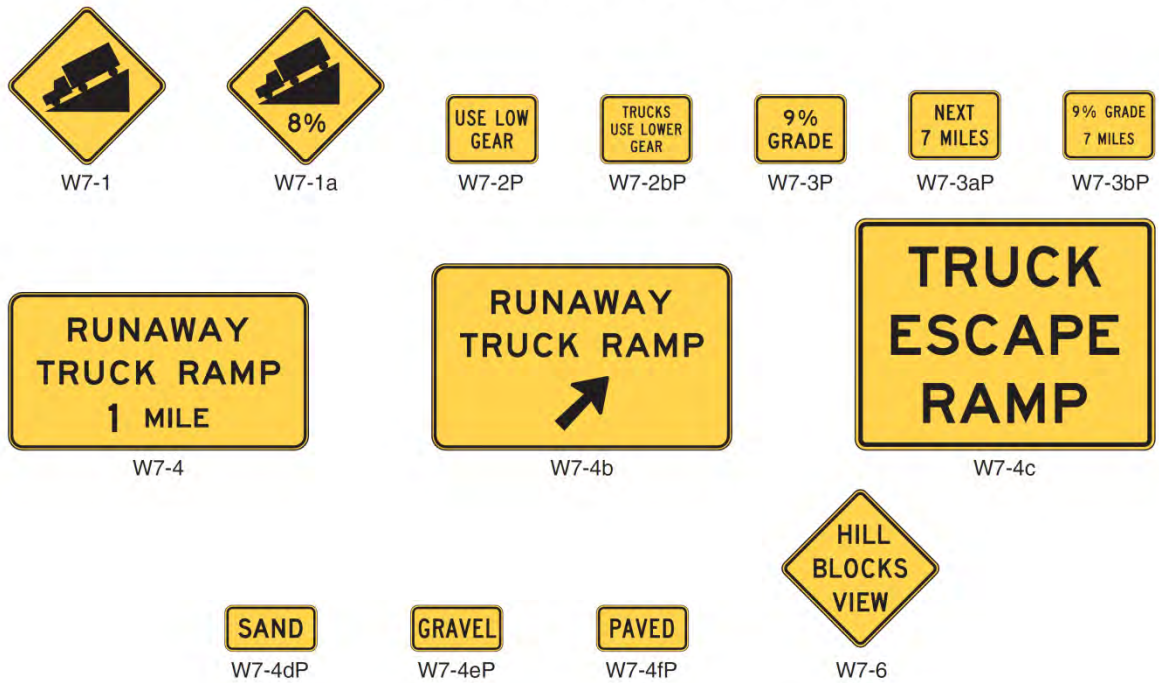 8%
W7-1
W7-1a
USE LOW
GEAR
W7-2P
TRUCKS
USE LOWER
GEAR
W7-2bP
9%
GRADE
W7-3P
NEXT
7 MILES
W7-3aP
9% GRADE
7 MILES
W7-3bP
RUNAWAY
TRUCK RAMP
1 MILE
W7-4
RUNAWAY
TRUCK RAMP
W7-4b
TRUCK
ESCAPE
RAMP
W7-4c
SAND
W7-4dP
GRAVEL
W7-4eP
PAVED
W7-4fP
HILL
BLOCKS
VIEW
W7-6